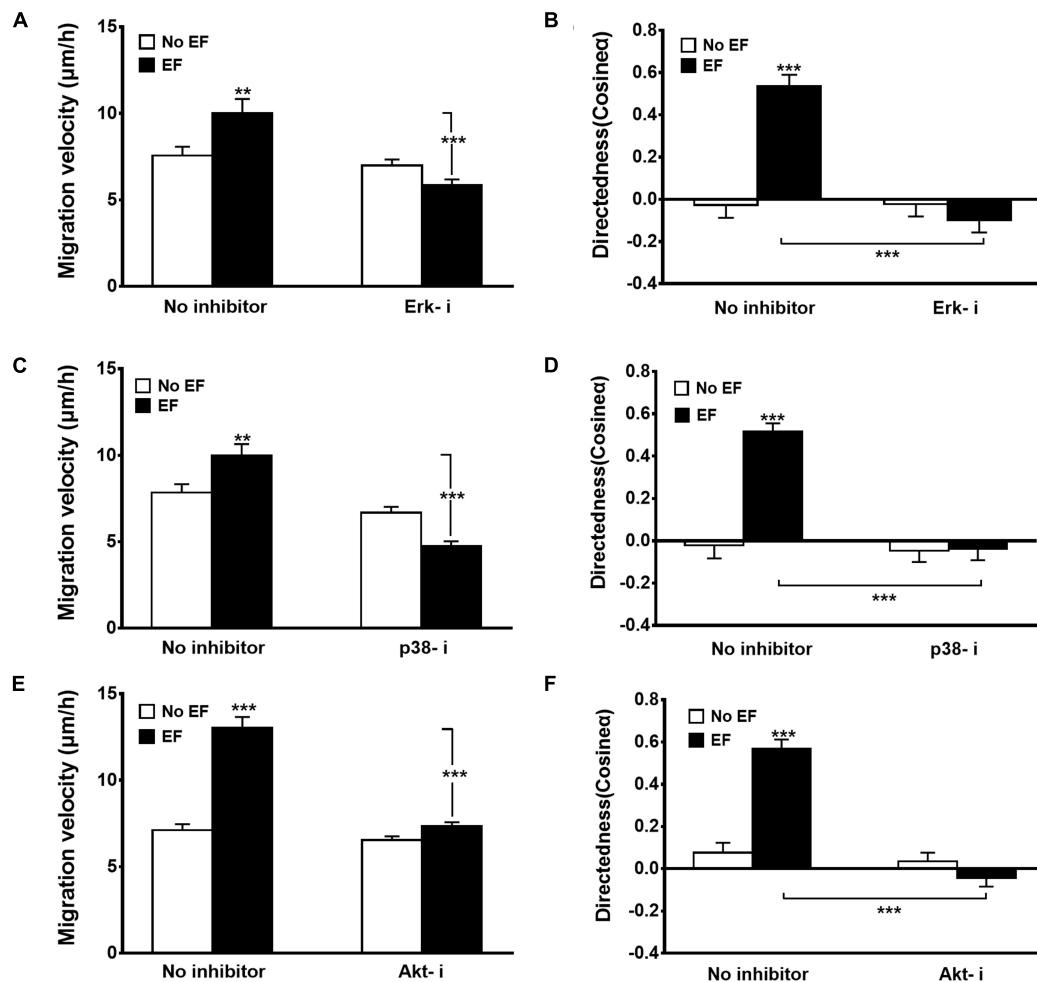 A
Migration velocity (µm/h)
15
10
5
0
No EF
EF
**
***
No inhibitor
Erk- i
B
Directedness(Cosineα)
0.8
0.6
0.4
0.2
0.0
-0.2
-0.4
No EF
EF
***
***
No inhibitor
Erk- i
C
Migration velocity (µm/h)
15
10
5
0
No EF
EF
**
***
No inhibitor
p38- i
D
Directedness(Cosineα)
0.8
0.6
0.4
0.2
0.0
-0.2
-0.4
No EF
EF
***
***
No inhibitor
p38- i
E
Migration velocity (µm/h)
15
10
5
0
No EF
EF
***
***
No inhibitor
Akt- i
F
Directedness(Cosineα)
0.8
0.6
0.4
0.2
0.0
-0.2
-0.4
No EF
EF
***
***
No inhibitor
Akt- i